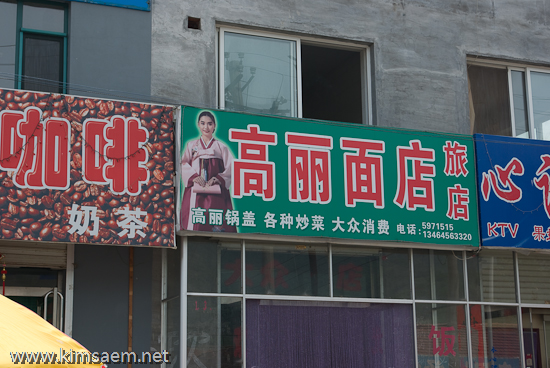 咖啡
奶茶
高丽面店
旅店
高丽锅盖 各种炒菜 大众消费 电话: 5971515
13464563320
心
KTV
www.kimsaem.net